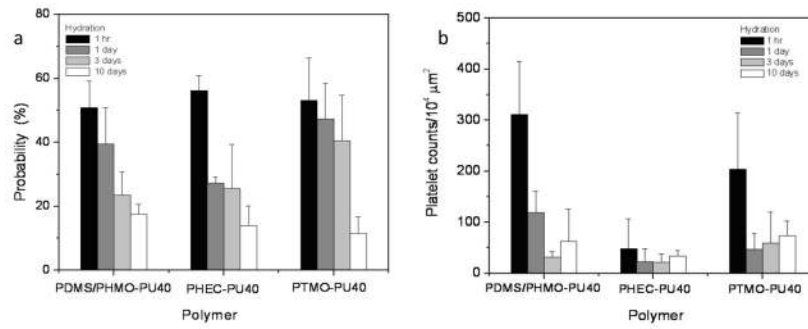 a
Hydration
1 hr
1 day
3 days
10 days
80
60
40
20
0
Probability (%)
PDMS/PHMO-PU40 PHEC-PU40 PTMO-PU40
Polymer
b
Hydration
1 hr
1 day
3 days
10 days
500
400
300
200
100
0
Platelet counts/10⁴ μm²
PDMS/PHMO-PU40 PHEC-PU40 PTMO-PU40
Polymer